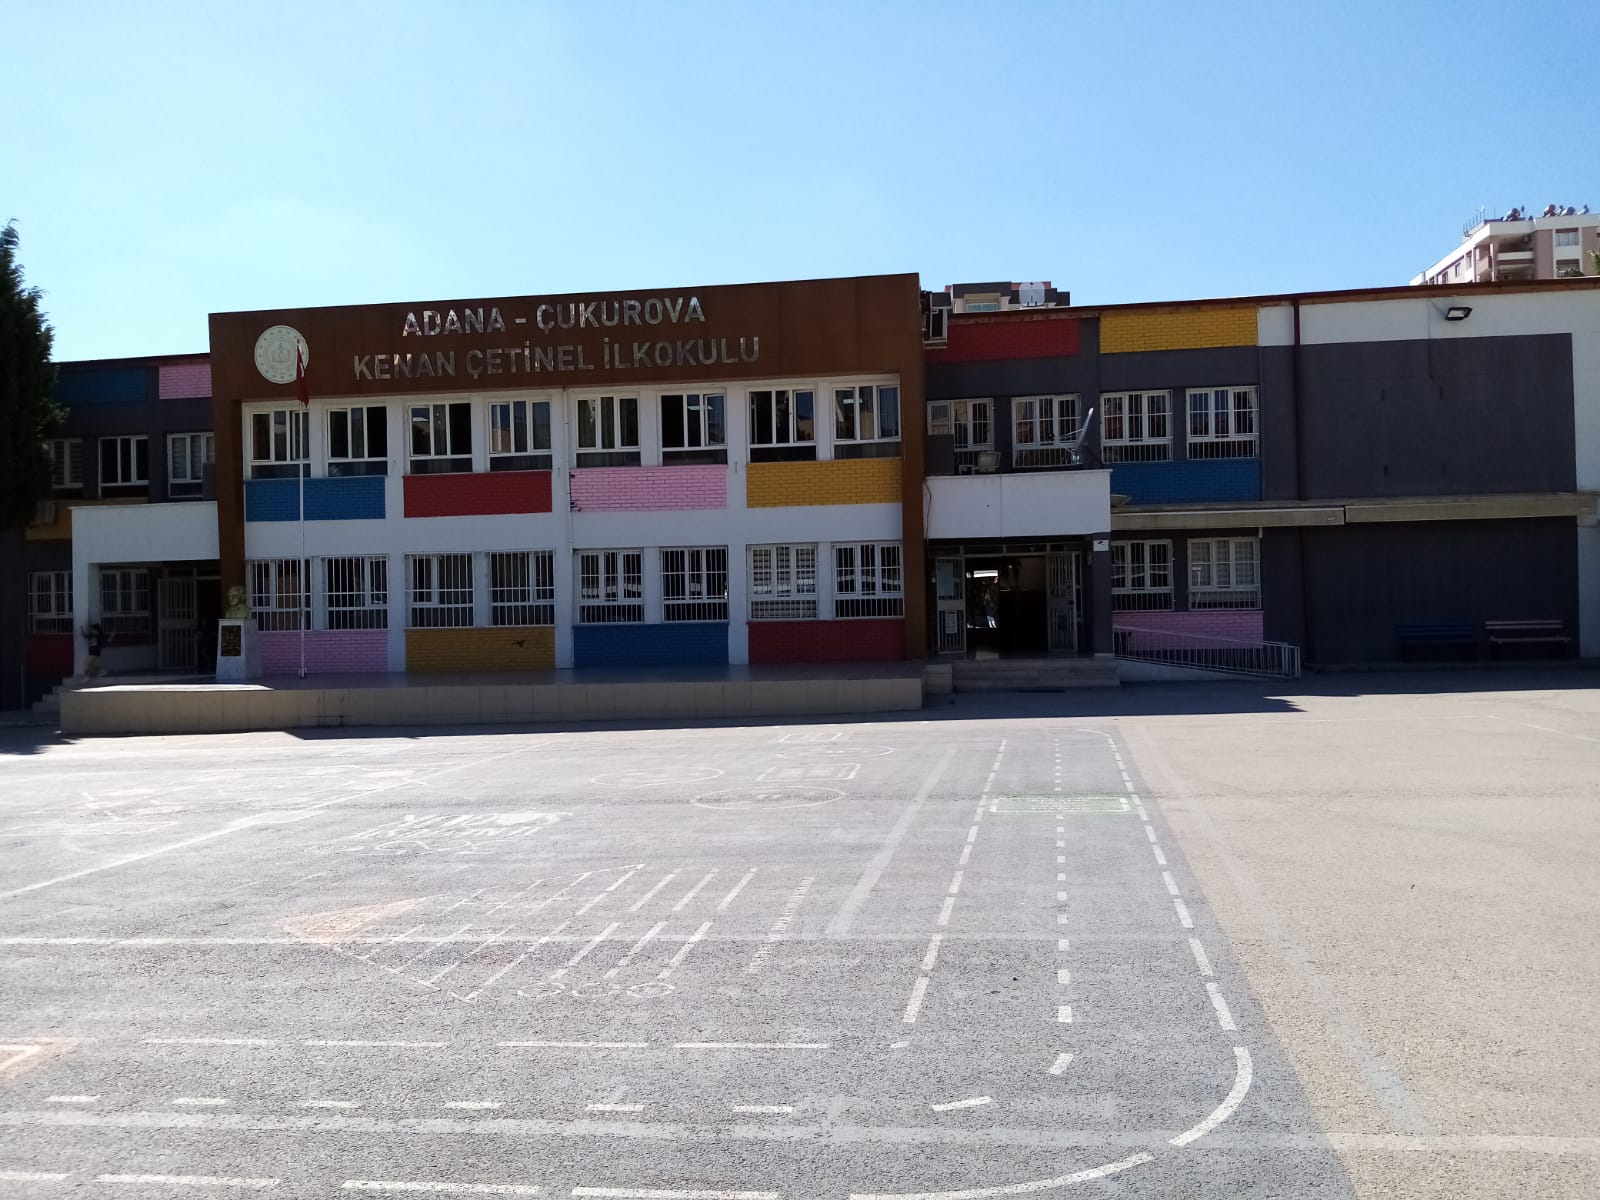 ADANA - ÇUKUROVA
KENAN ÇETİNEL İLKOKULU